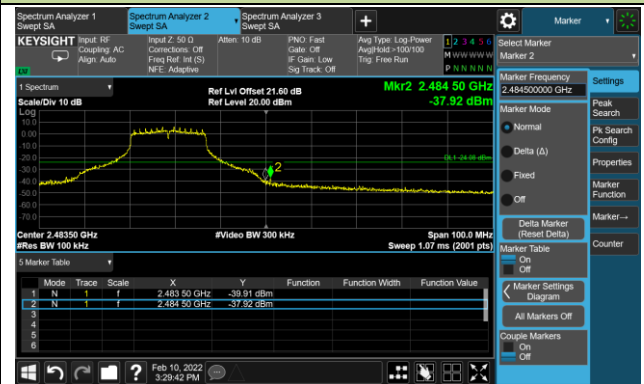 Spectrum Analyzer 1
Swept SA
Spectrum Analyzer 2
Swept SA
Spectrum Analyzer 3
Swept SA
+
Marker
KEYSIGHT
Input: RF
Coupling: AC
Align: Auto
Input Z: 50 Ω
Corrections: Off
Freq Ref: Int (S)
NFE: Adaptive
Atten: 10 dB
PNO: Fast
Gate: Off
IF Gain: Low
Sig Track: Off
Avg Type: Log-Power
Avg|Hold:>100/100
Trig: Free Run
1 2 3 4 5 6
M W W W W W
P N N N N N
LXI
Select Marker
Marker 2
1 Spectrum
Scale/Div 10 dB
Ref Lvl Offset 21.60 dB
Ref Level 20.00 dBm
Mkr2 2.484 50 GHz
-37.92 dBm
Log
10.0
0.00
-10.0
-20.0
-30.0
-40.0
-50.0
-60.0
-70.0
2
Center 2.48350 GHz
#Res BW 100 kHz
#Video BW 300 kHz
Span 100.0 MHz
Sweep 1.07 ms (2001 pts)
5 Marker Table
Mode Trace Scale X Y Function Function Width Function Value
1 N 1 f 2.483 50 GHz -39.91 dBm
2 N 1 f 2.484 50 GHz -37.92 dBm
3
4
5
6
Marker Frequency
2.484500000 GHz
Marker Mode
Normal
Delta (Δ)
Fixed
Off
Delta Marker
(Reset Delta)
Marker Table
On
Off
Marker Settings
Diagram
All Markers Off
Couple Markers
On
Off
Settings
Peak
Search
Pk Search
Config
Properties
Marker
Function
Marker→
Counter
?
Feb 10, 2022
3:29:42 PM